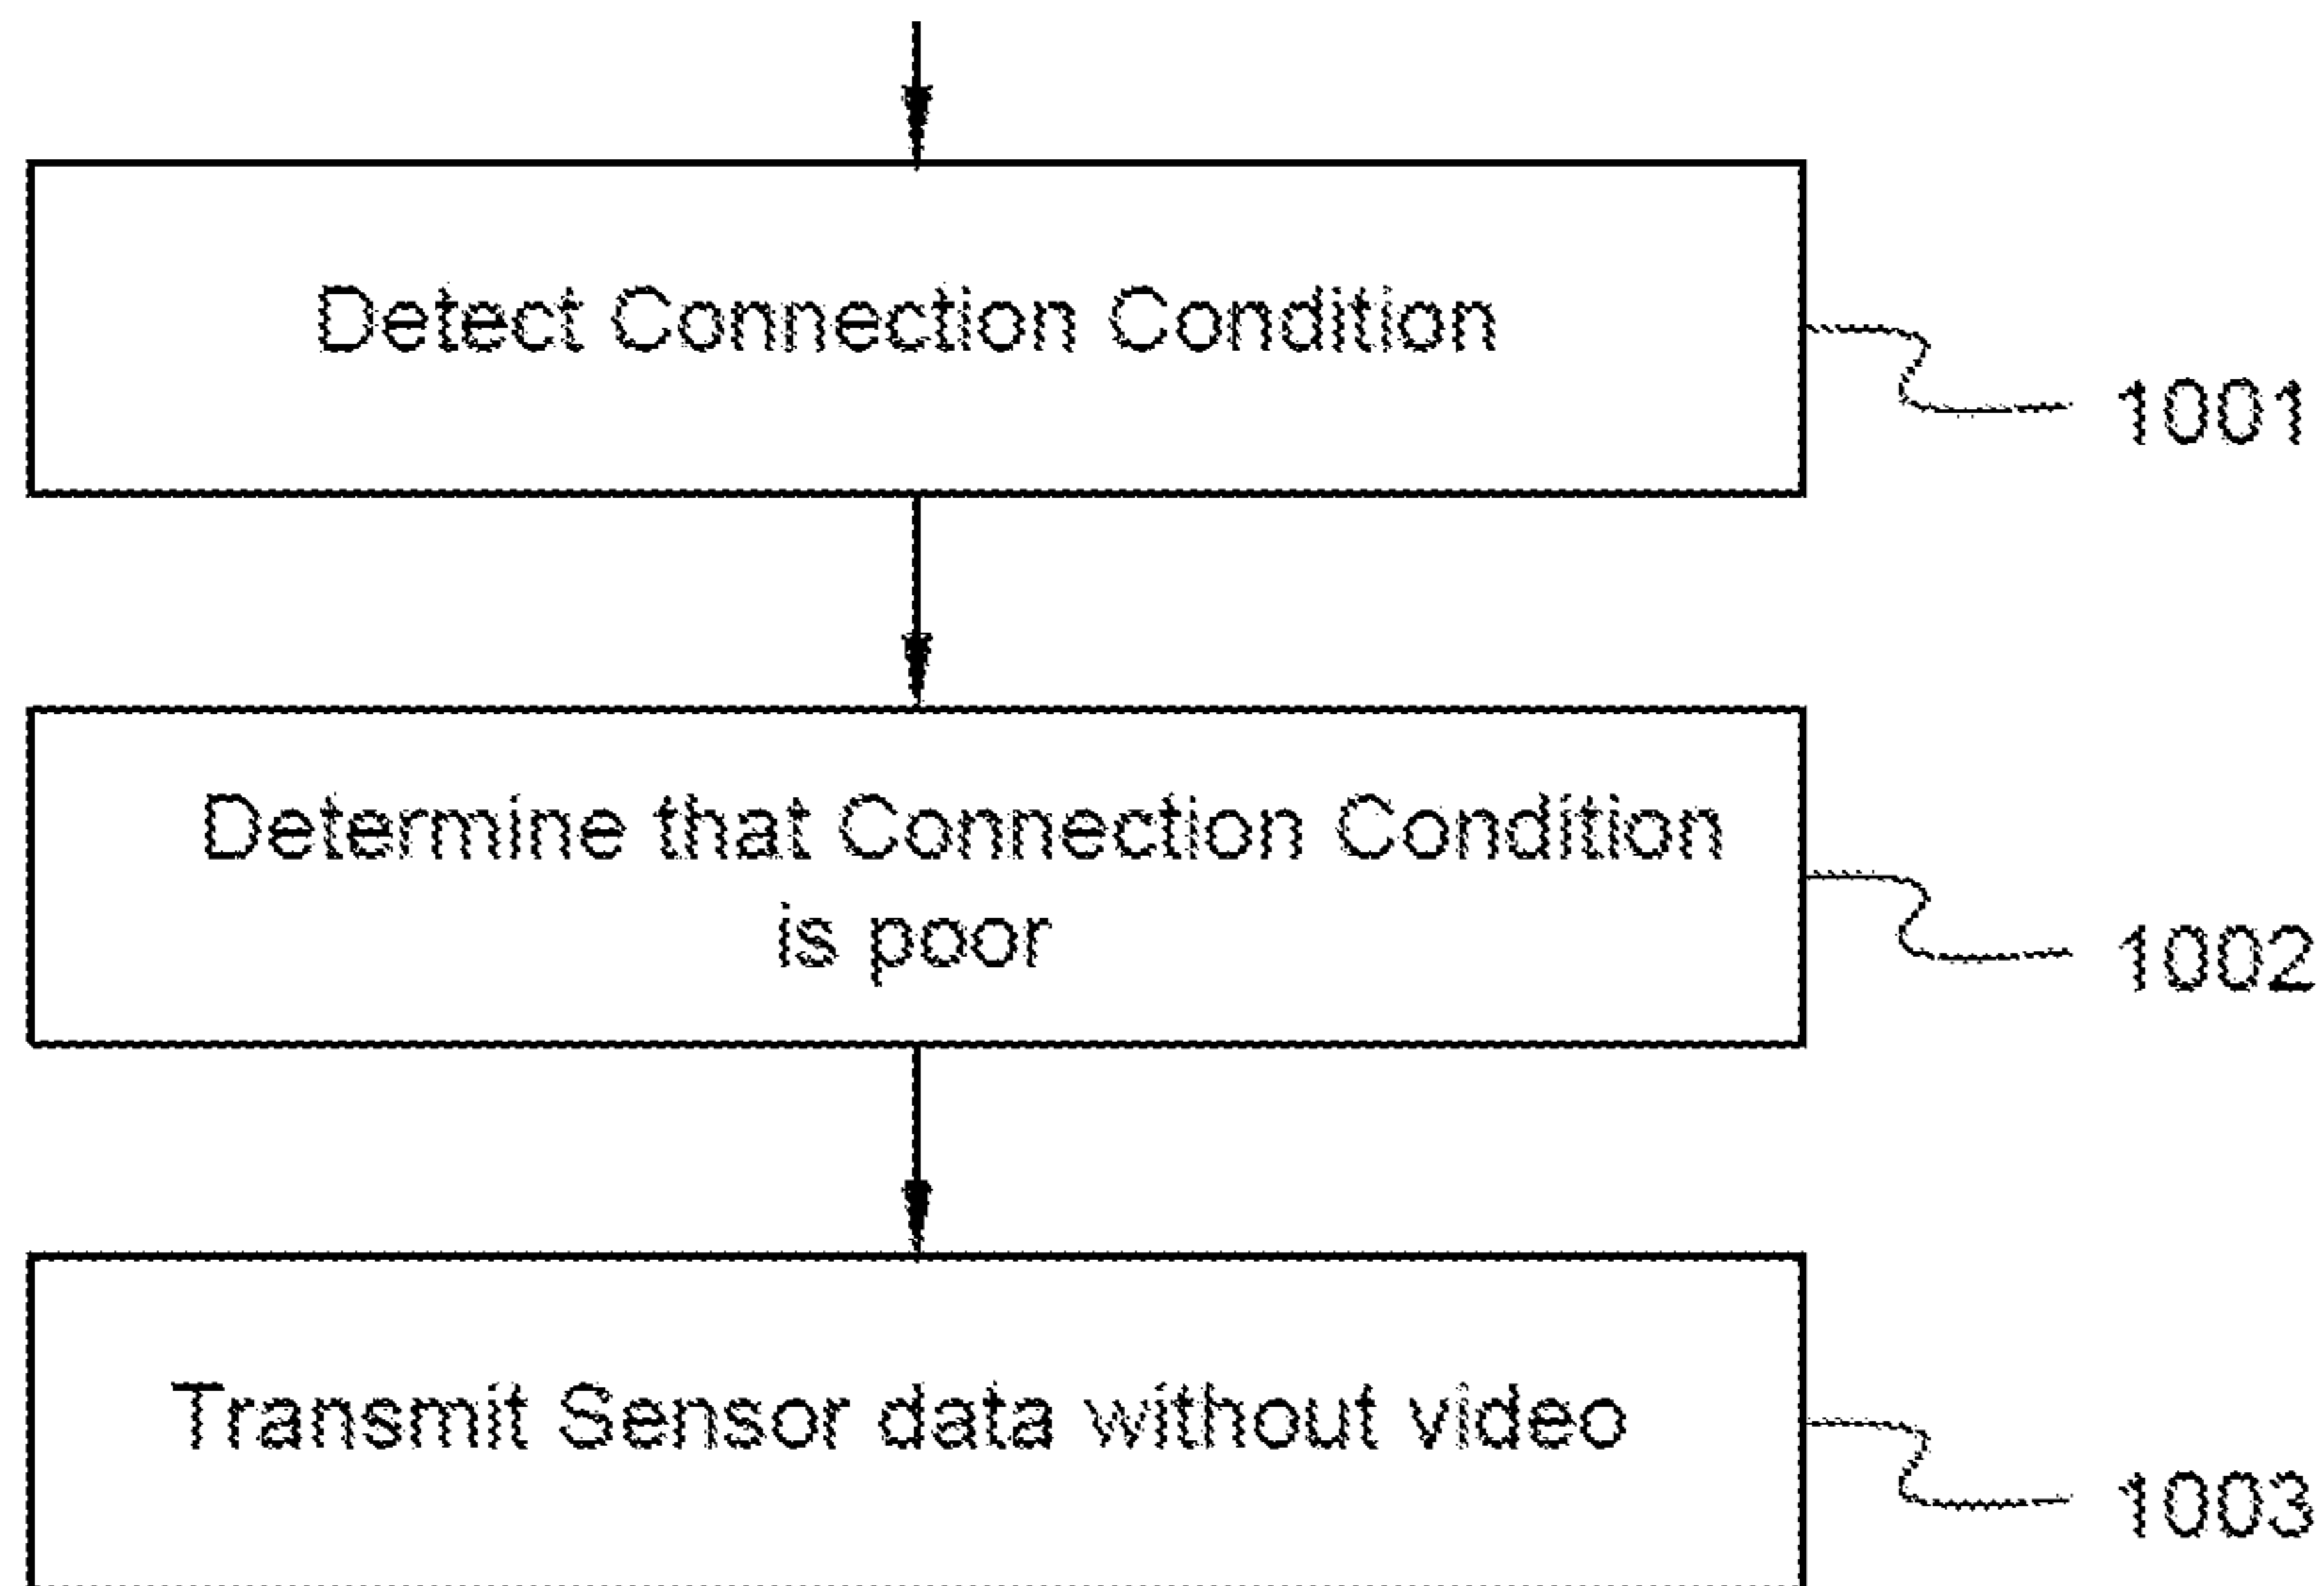 Detect Connection Condition
1001
Determine that Connection Condition
is poor
1002
Transmit Sensor data without video
1003